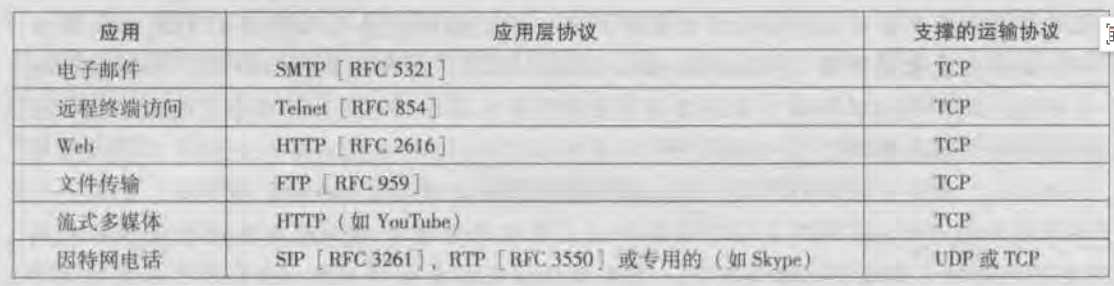 应用 应用层协议 支撑的运输协议
电子邮件 SMTP [RFC 5321] TCP
远程终端访问 Telnet [RFC 854] TCP
Web HTTP [RFC 2616] TCP
文件传输 FTP [RFC 959] TCP
流式多媒体 HTTP (如 YouTube) TCP
因特网电话 SIP [RFC 3261], RTP [RFC 3550] 或专用的 (如 Skype) UDP 或 TCP